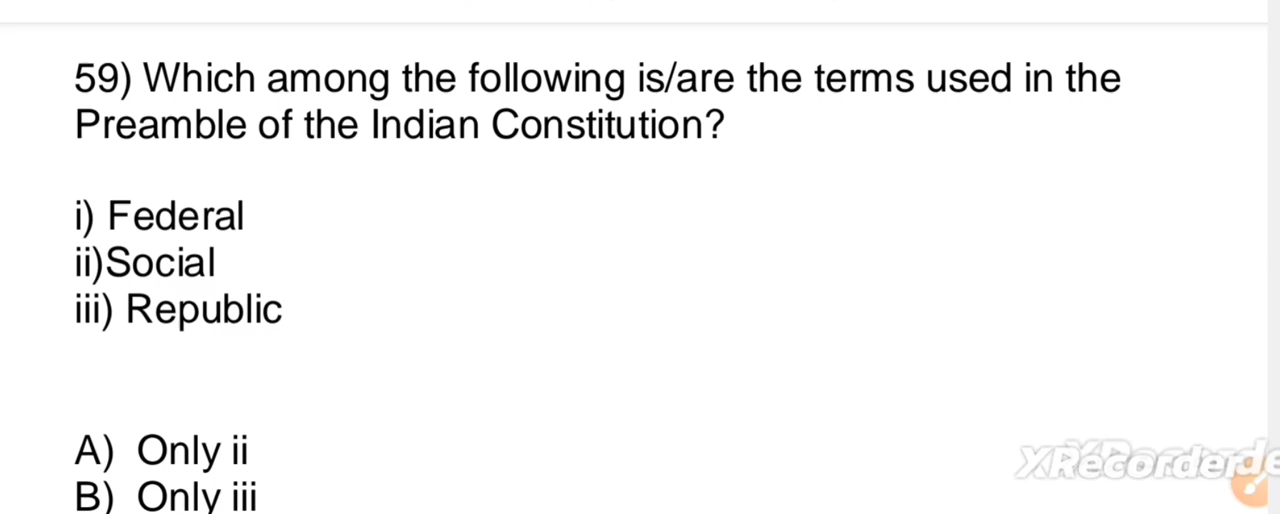 59) Which among the following is/are the terms used in the
Preamble of the Indian Constitution?
i) Federal
ii)Social
iii) Republic
A) Only ii
B) Only iii
XRecorder